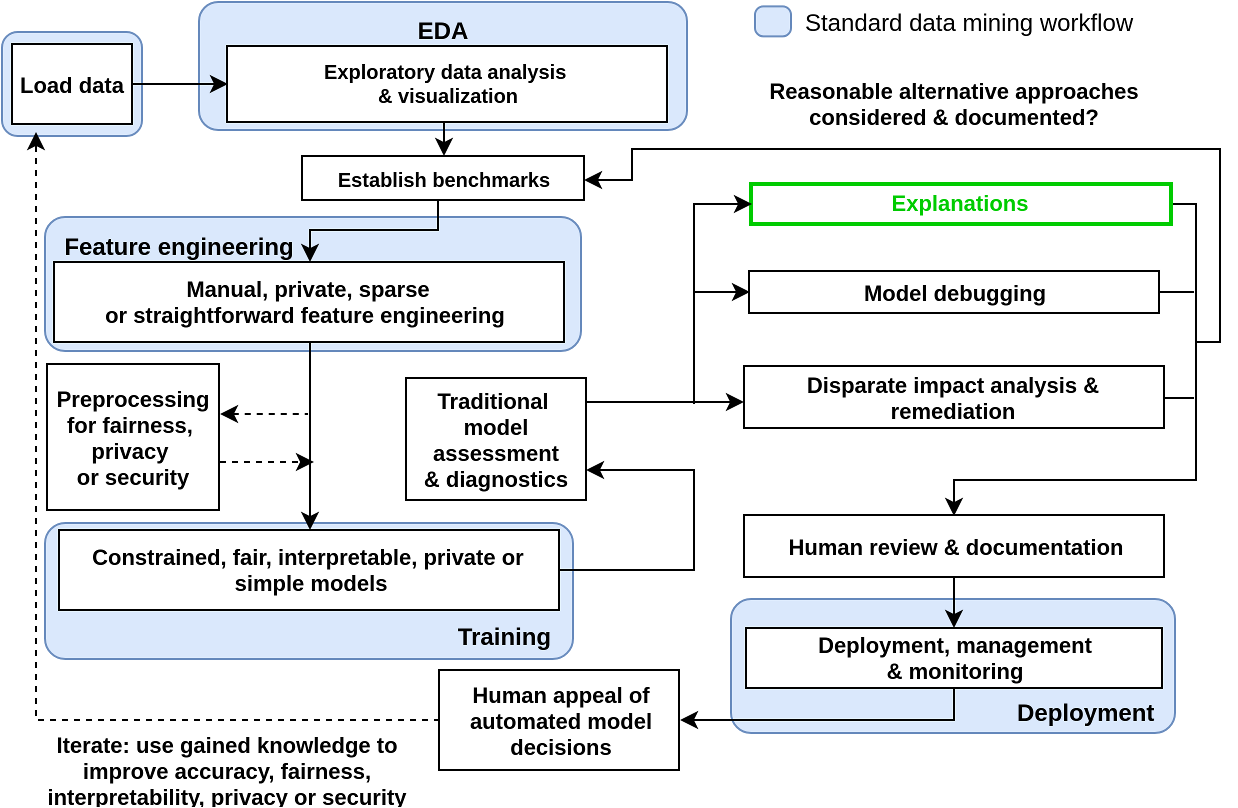 EDA
Standard data mining workflow
Load data
Exploratory data analysis
& visualization
Reasonable alternative approaches
considered & documented?
Establish benchmarks
Explanations
Feature engineering
Manual, private, sparse
or straightforward feature engineering
Model debugging
Preprocessing
for fairness,
privacy
or security
Traditional
model
assessment
& diagnostics
Disparate impact analysis &
remediation
Constrained, fair, interpretable, private or
simple models
Training
Human review & documentation
Deployment, management
& monitoring
Deployment
Human appeal of
automated model
decisions
Iterate: use gained knowledge to
improve accuracy, fairness,
interpretability, privacy or security